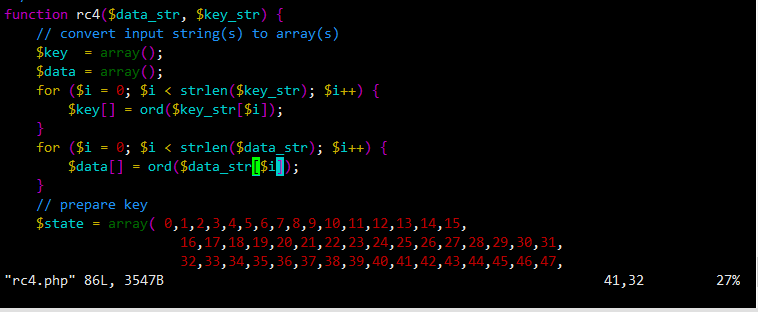 function rc4($data_str, $key_str) {
    // convert input string(s) to array(s)
    $key  = array();
    $data = array();
    for ($i = 0; $i < strlen($key_str); $i++) {
        $key[] = ord($key_str[$i]);
    }
    for ($i = 0; $i < strlen($data_str); $i++) {
        $data[] = ord($data_str[$i]);
    }
    // prepare key
    $state = array( 0,1,2,3,4,5,6,7,8,9,10,11,12,13,14,15,
                      16,17,18,19,20,21,22,23,24,25,26,27,28,29,30,31,
                      32,33,34,35,36,37,38,39,40,41,42,43,44,45,46,47,
"rc4.php" 86L, 3547B                                       41,32         27%